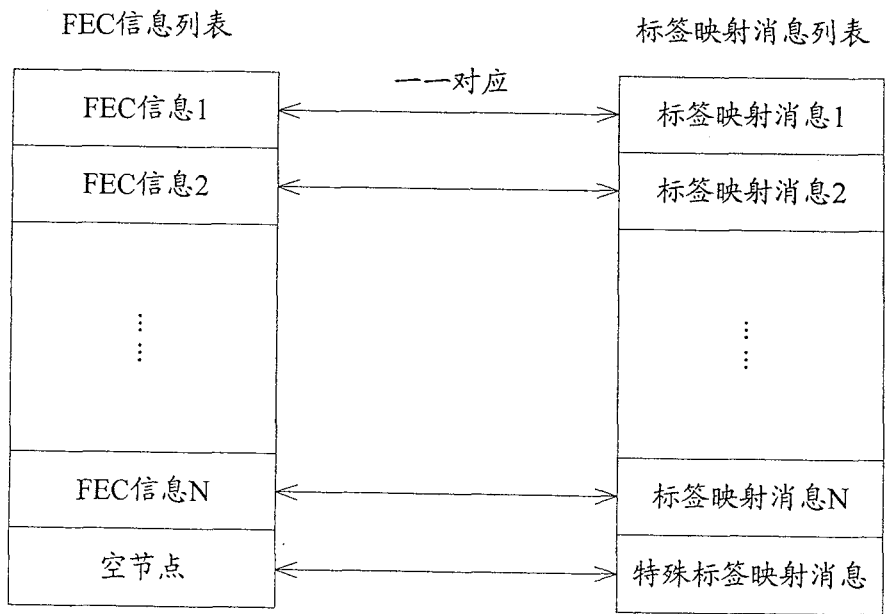 FEC信息列表
标签映射消息列表
一一对应
FEC信息1
标签映射消息1
FEC信息2
标签映射消息2
⋮
⋮
FEC信息N
标签映射消息N
空节点
特殊标签映射消息